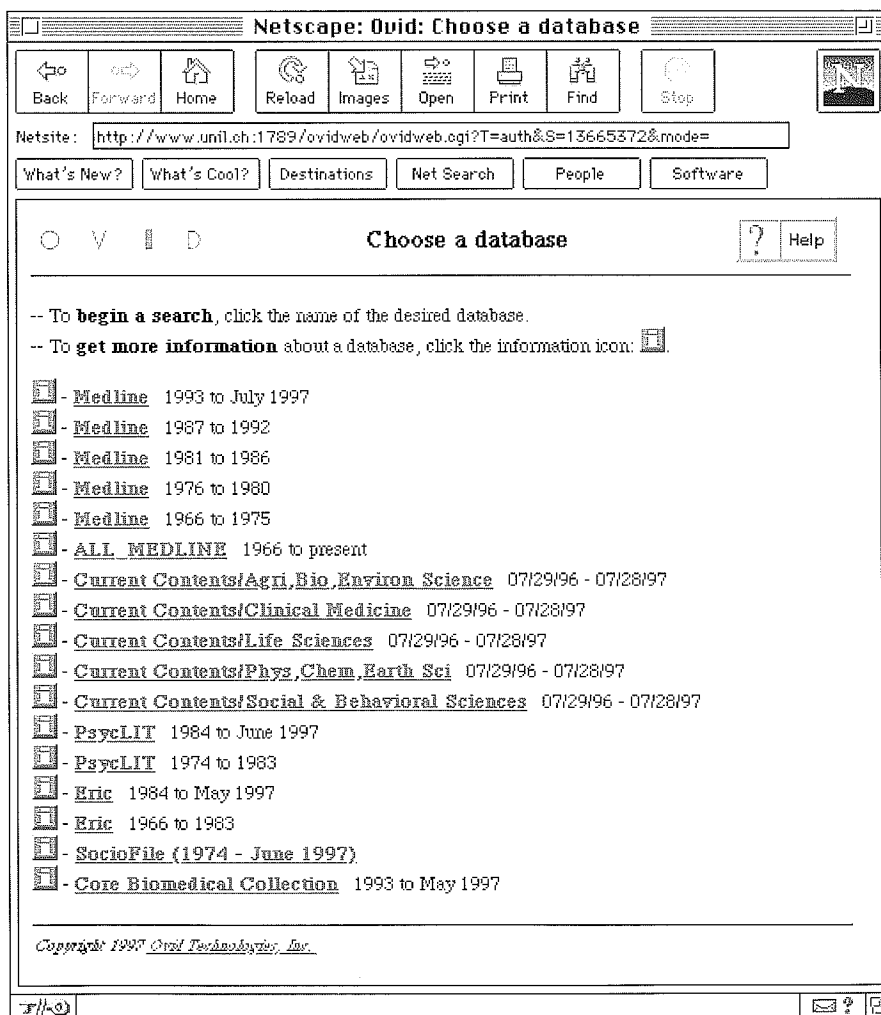 Netscape: Ovid: Choose a database
Back Forward Home Reload Images Open Print Find Stop
N
Netsite: http://www.unil.ch:1789/ovidweb/ovidweb.cgi?T=auth&S=13665372&mode=
What's New? What's Cool? Destinations Net Search People Software
O V I D Choose a database ? Help
-- To begin a search, click the name of the desired database.
-- To get more information about a database, click the information icon: i.
i - Medline 1993 to July 1997
i - Medline 1987 to 1992
i - Medline 1981 to 1986
i - Medline 1976 to 1980
i - Medline 1966 to 1975
i - ALL_MEDLINE 1966 to present
i - Current Contents/Agri,Bio,Environ Science 07/29/96 - 07/28/97
i - Current Contents/Clinical Medicine 07/29/96 - 07/28/97
i - Current Contents/Life Sciences 07/29/96 - 07/28/97
i - Current Contents/Phys,Chem,Earth Sci 07/29/96 - 07/28/97
i - Current Contents/Social & Behavioral Sciences 07/29/96 - 07/28/97
i - PsycLIT 1984 to June 1997
i - PsycLIT 1974 to 1983
i - Eric 1984 to May 1997
i - Eric 1966 to 1983
i - SocioFile (1974 - June 1997)
i - Core Biomedical Collection 1993 to May 1997
Copyright 1997 Ovid Technologies, Inc.
?